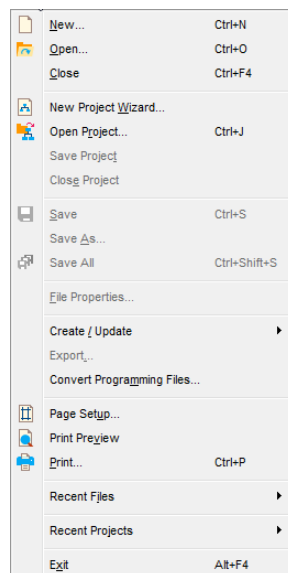 New... Ctrl+N
Open... Ctrl+O
Close Ctrl+F4
New Project Wizard...
Open Project... Ctrl+J
Save Project
Close Project
Save Ctrl+S
Save As...
Save All Ctrl+Shift+S
File Properties...
Create / Update
Export...
Convert Programming Files...
Page Setup...
Print Preview
Print... Ctrl+P
Recent Files
Recent Projects
Exit Alt+F4